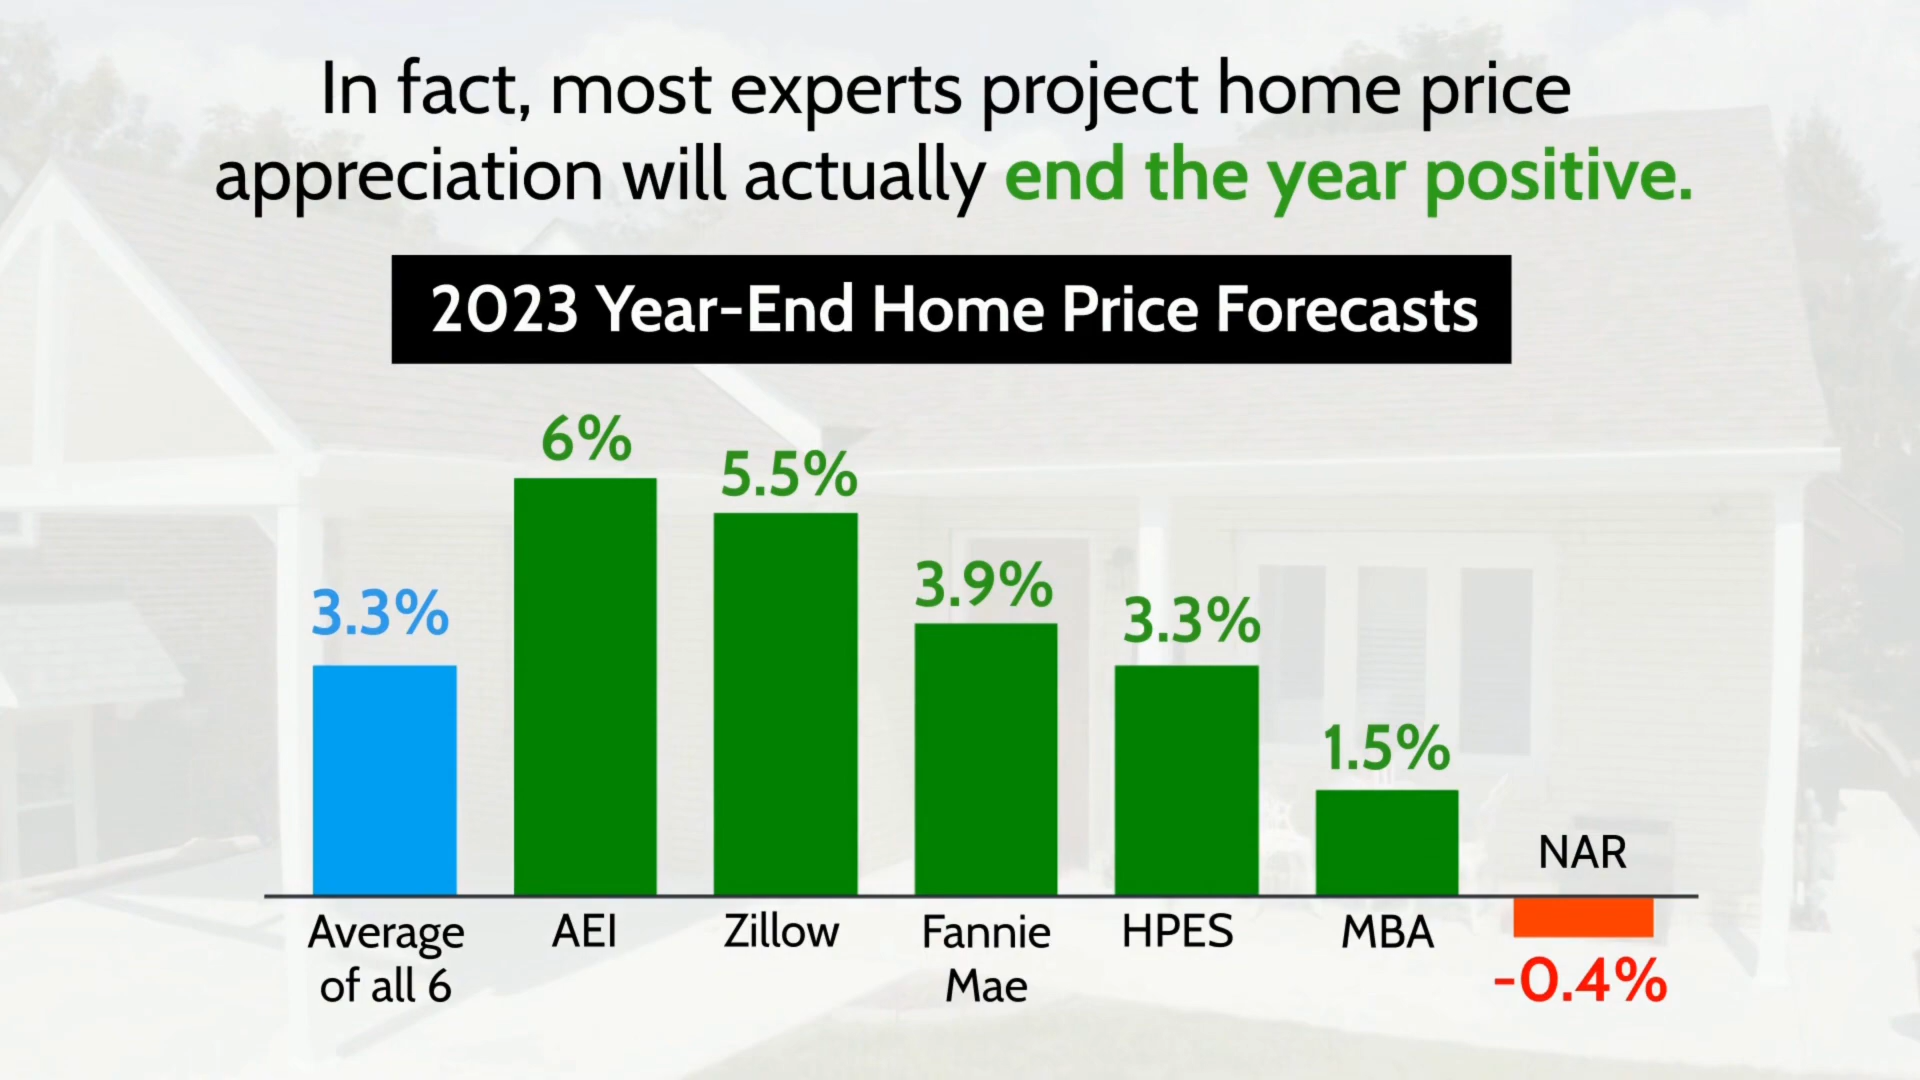 In fact, most experts project home price
appreciation will actually end the year positive.
2023 Year-End Home Price Forecasts
3.3%
6%
5.5%
3.9%
3.3%
1.5%
NAR
Average
of all 6
AEI
Zillow
Fannie
Mae
HPES
MBA
-0.4%